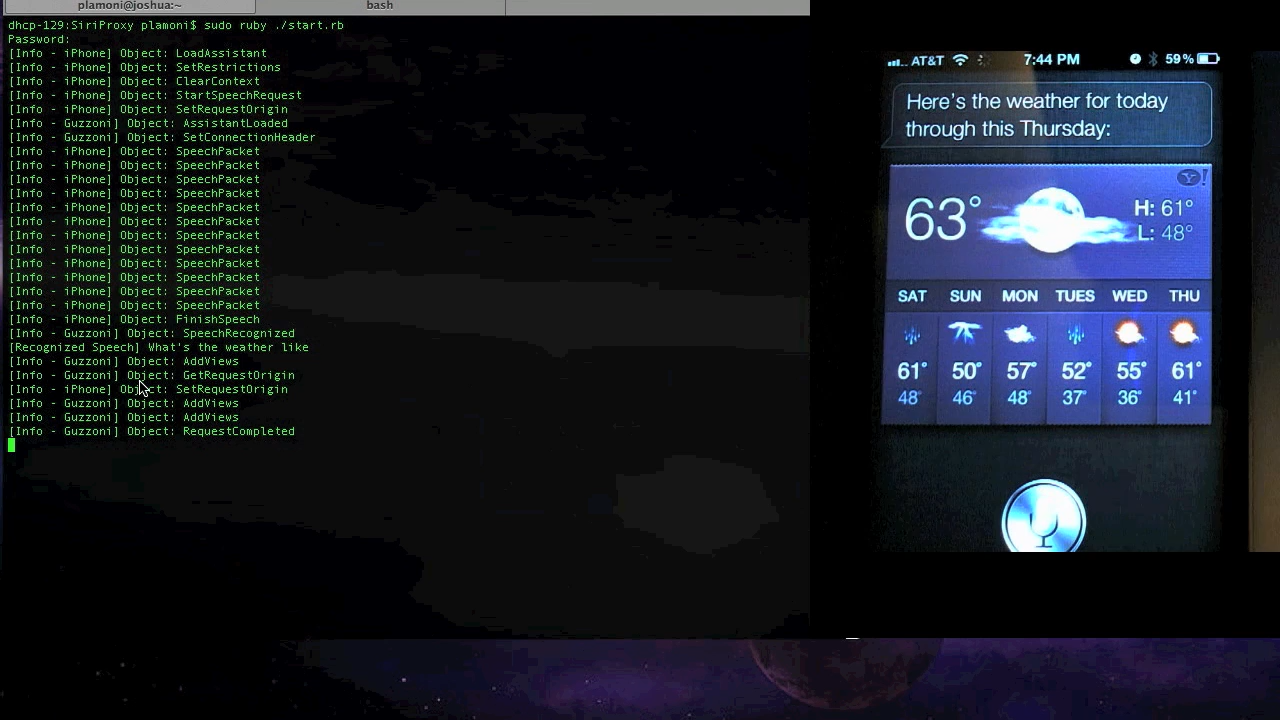 plamoni@joshua:~
bash
dhcp-129:SiriProxy plamoni$ sudo ruby ./start.rb
Password:
[Info - iPhone] Object: LoadAssistant
[Info - iPhone] Object: SetRestrictions
[Info - iPhone] Object: ClearContext
[Info - iPhone] Object: StartSpeechRequest
[Info - iPhone] Object: SetRequestOrigin
[Info - Guzzoni] Object: AssistantLoaded
[Info - Guzzoni] Object: SetConnectionHeader
[Info - iPhone] Object: SpeechPacket
[Info - iPhone] Object: SpeechPacket
[Info - iPhone] Object: SpeechPacket
[Info - iPhone] Object: SpeechPacket
[Info - iPhone] Object: SpeechPacket
[Info - iPhone] Object: SpeechPacket
[Info - iPhone] Object: SpeechPacket
[Info - iPhone] Object: SpeechPacket
[Info - iPhone] Object: SpeechPacket
[Info - iPhone] Object: SpeechPacket
[Info - iPhone] Object: SpeechPacket
[Info - iPhone] Object: SpeechPacket
[Info - iPhone] Object: FinishSpeech
[Info - Guzzoni] Object: SpeechRecognized
[Recognized Speech] What's the weather like
[Info - Guzzoni] Object: AddViews
[Info - Guzzoni] Object: GetRequestOrigin
[Info - iPhone] Object: SetRequestOrigin
[Info - Guzzoni] Object: AddViews
[Info - Guzzoni] Object: AddViews
[Info - Guzzoni] Object: RequestCompleted
AT&T 7:44 PM 59%
Here's the weather for today
through this Thursday:
Y!
63° H: 61°
L: 48°
SAT SUN MON TUES WED THU
61° 50° 57° 52° 55° 61°
48° 46° 48° 37° 36° 41°